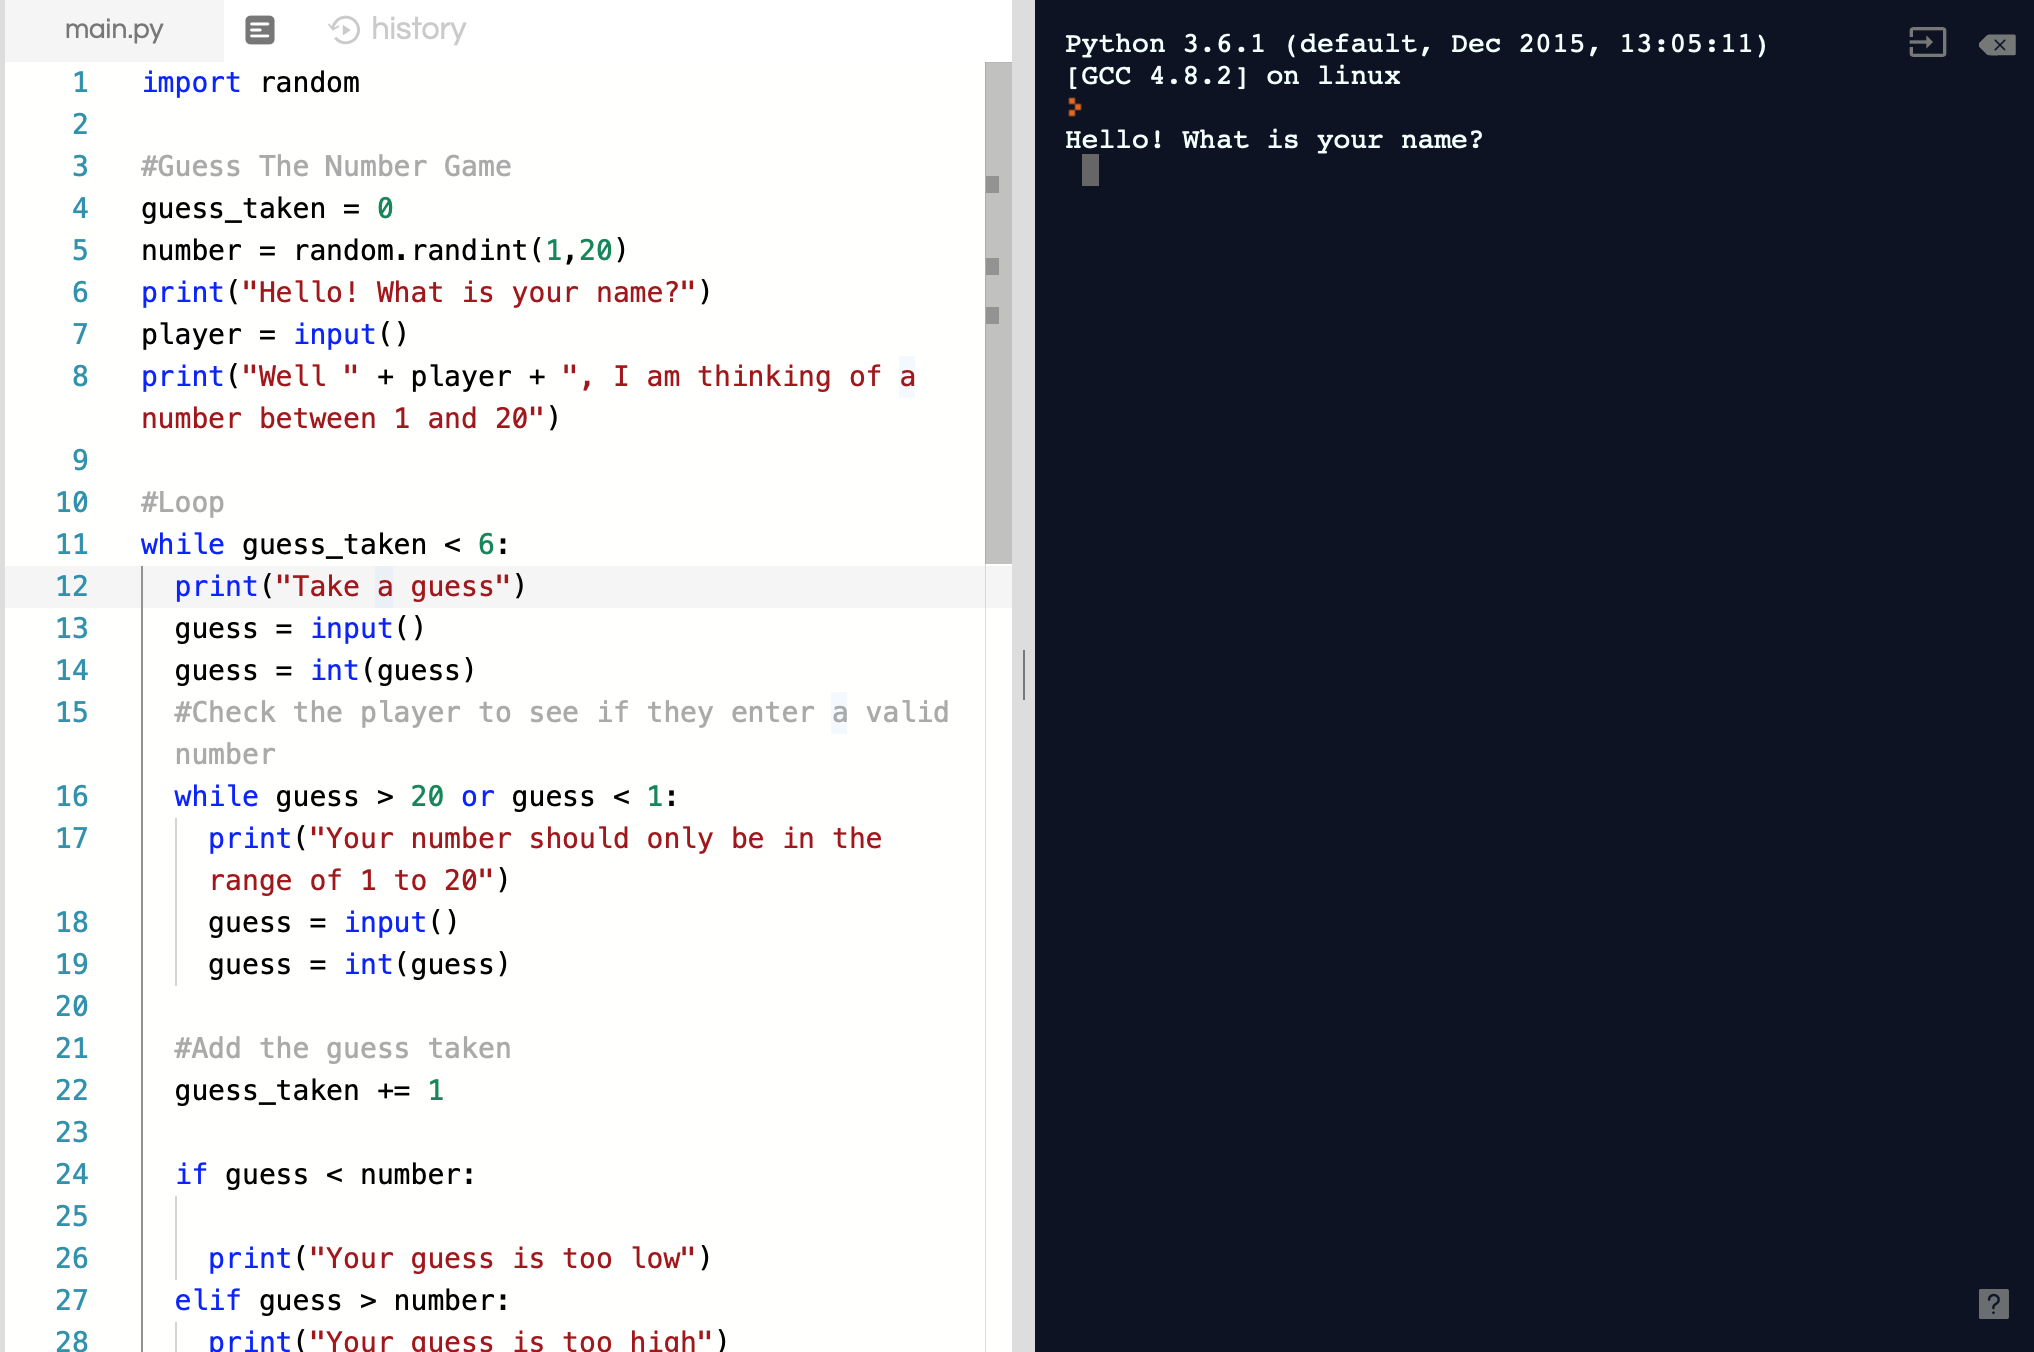 main.py history
1 import random
2
3 #Guess The Number Game
4 guess_taken = 0
5 number = random.randint(1,20)
6 print("Hello! What is your name?")
7 player = input()
8 print("Well " + player + ", I am thinking of a
number between 1 and 20")
9
10 #Loop
11 while guess_taken < 6:
12 print("Take a guess")
13 guess = input()
14 guess = int(guess)
15 #Check the player to see if they enter a valid
number
16 while guess > 20 or guess < 1:
17 print("Your number should only be in the
range of 1 to 20")
18 guess = input()
19 guess = int(guess)
20
21 #Add the guess taken
22 guess_taken += 1
23
24 if guess < number:
25
26 print("Your guess is too low")
27 elif guess > number:
28 print("Your guess is too high")
Python 3.6.1 (default, Dec 2015, 13:05:11)
[GCC 4.8.2] on linux
Hello! What is your name?
?